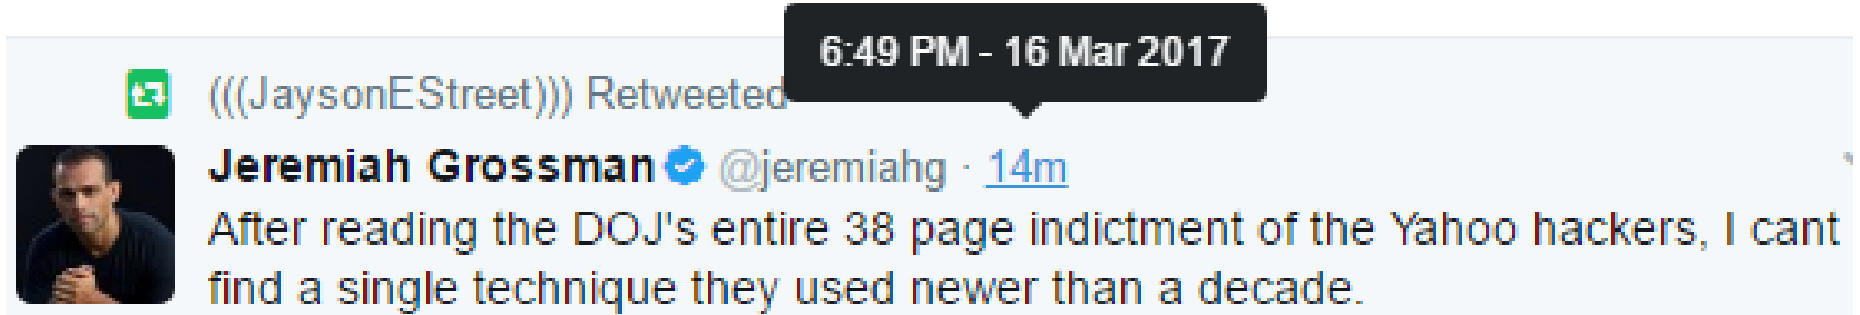 6:49 PM - 16 Mar 2017
(((JaysonEStreet))) Retweeted
Jeremiah Grossman @jeremiahg · 14m
After reading the DOJ's entire 38 page indictment of the Yahoo hackers, I cant
find a single technique they used newer than a decade.